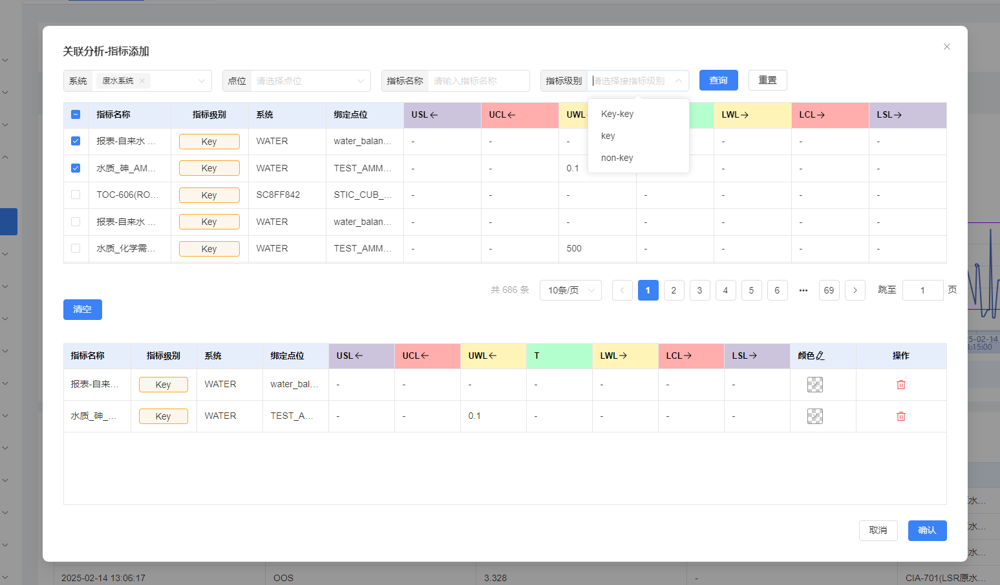 关联分析-指标添加
系统 废水系统 点位 请选择点位 指标名称 请输入指标名称 指标级别 请选择接指标级别 查询 重置
指标名称 指标级别 系统 绑定点位 USL← UCL← UWL LWL→ LCL→ LSL→
Key-key
key
non-key
报表-自来水 ... Key WATER water_balan... - - - - - -
水质_砷_AM... Key WATER TEST_AMM... - - 0.1 - - -
TOC-606(RO... Key SC8FF842 STIC_CUB_... - - - - - - -
报表-自来水 ... Key WATER water_balan... - - - - - - -
水质_化学需... Key WATER TEST_AMM... - - 500 - - - -
共 686 条 10条/页 1 2 3 4 5 6 ••• 69 跳至 1 页
清空
指标名称 指标级别 系统 绑定点位 USL← UCL← UWL← T LWL→ LCL→ LSL→ 颜色 操作
报表-自来... Key WATER water_bal... - - - - - - -
水质_砷_... Key WATER TEST_A... - - 0.1 - - - -
取消 确认
5-02-14
:15:00
水...
水...
水...
2025-02-14 13:06:17 OOS 3.328 - CIA-701(LSR原水...